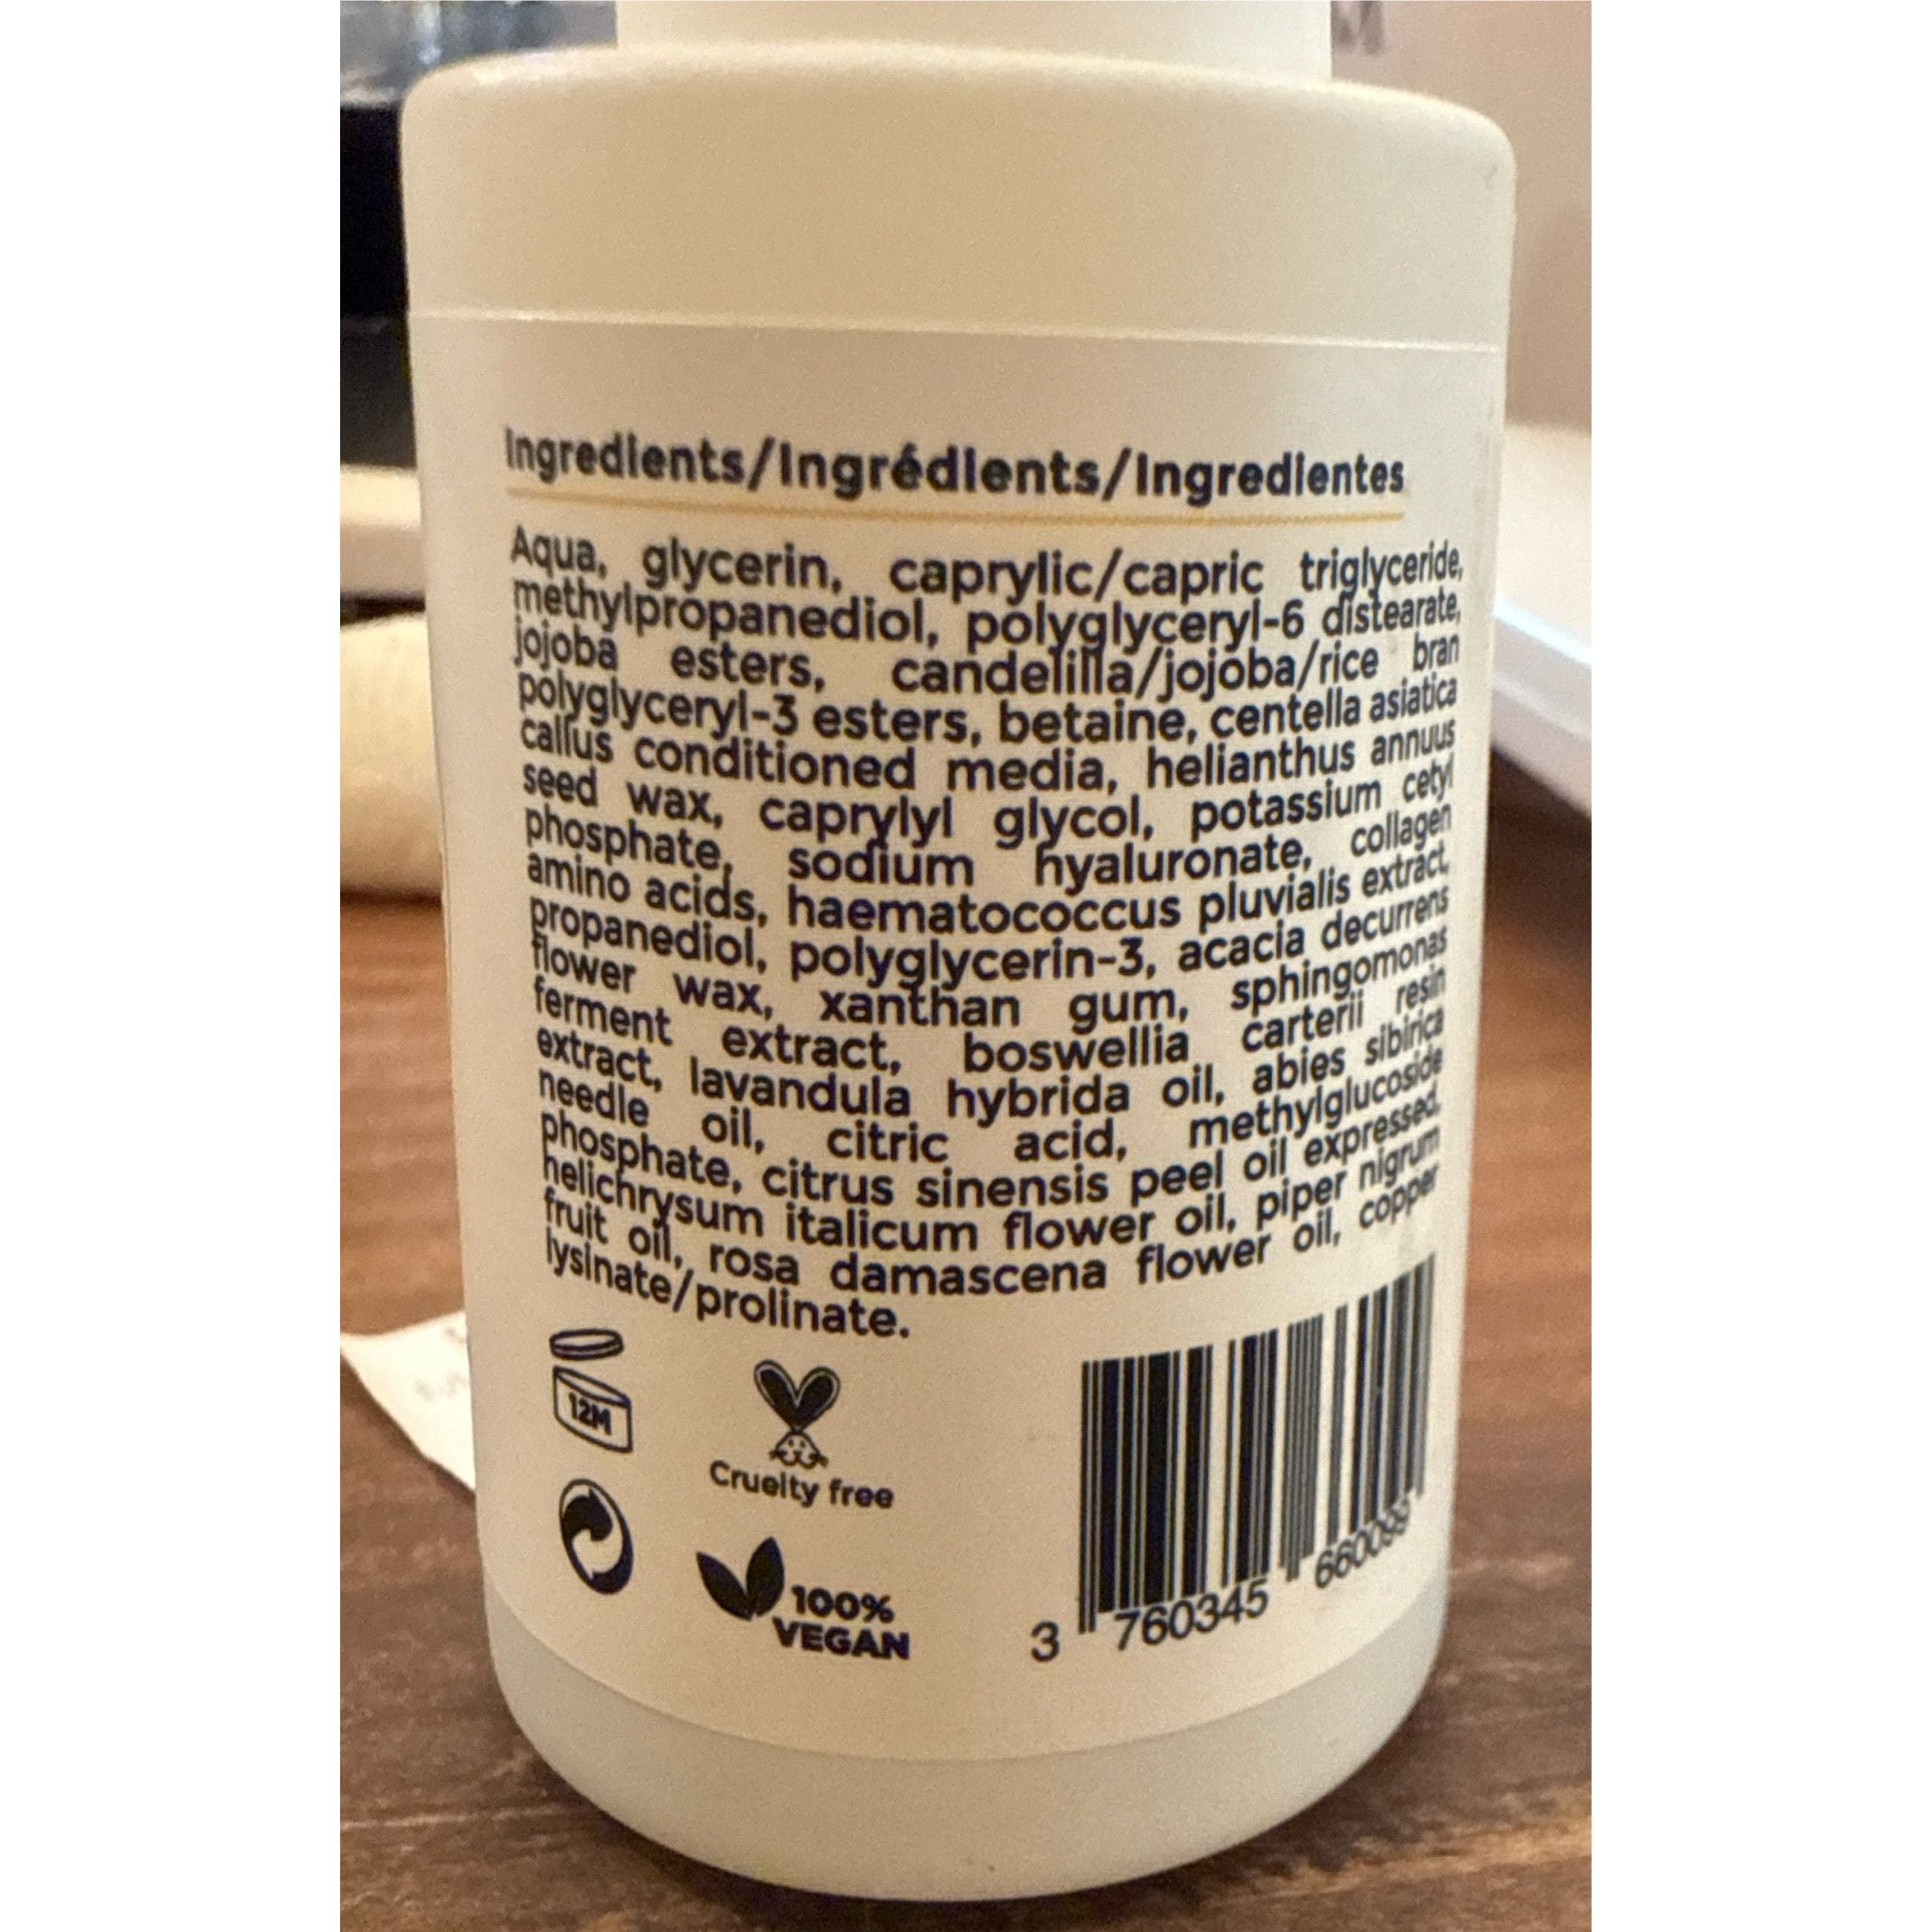 Ingredients/Ingrédients/Ingredientes
Aqua, glycerin, caprylic/capric triglyceride,
methylpropanediol, polyglyceryl-6 distearate,
jojoba esters, candelilla/jojoba/rice bran
polyglyceryl-3 esters, betaine, centella asiatica
callus conditioned media, helianthus annuus
seed wax, caprylyl glycol, potassium cetyl
phosphate, sodium hyaluronate, collagen
amino acids, haematococcus pluvialis extract,
propanediol, polyglycerin-3, acacia decurrens
flower wax, xanthan gum, sphingomonas
ferment extract, boswellia carterii resin
extract, lavandula hybrida oil, abies sibirica
needle oil, citric acid, methylglucoside
phosphate, citrus sinensis peel oil expressed,
helichrysum italicum flower oil, piper nigrum
fruit oil, rosa damascena flower oil, copper
lysinate/prolinate.
12M
Cruelty free
100%
VEGAN
3 760345 660099